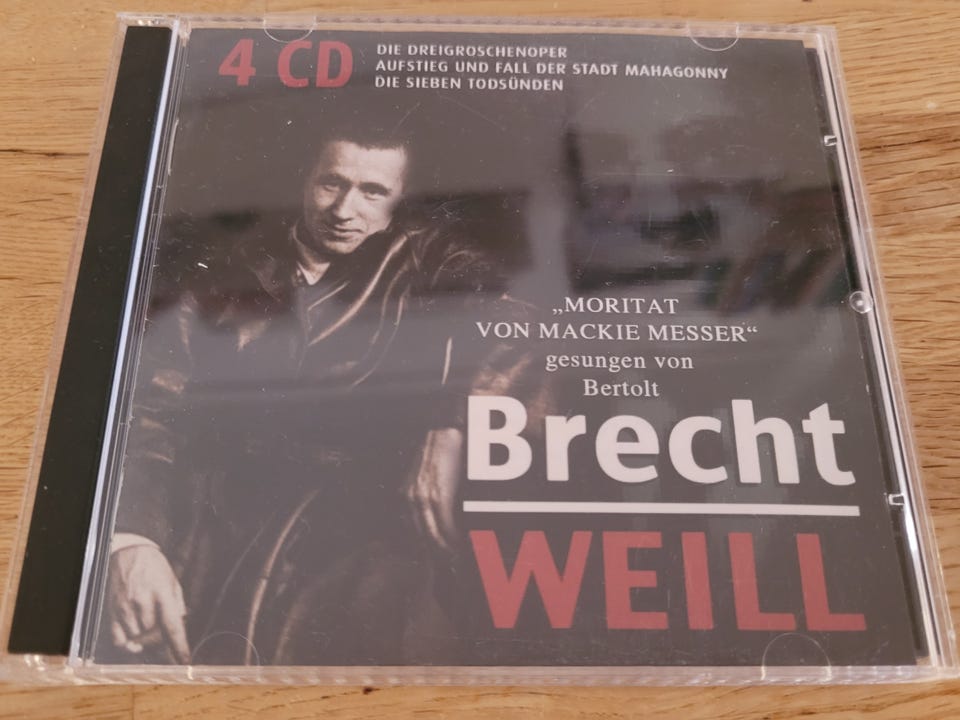 4 CD
DIE DREIGROSCHENOPER
AUFSTIEG UND FALL DER STADT MAHAGONNY
DIE SIEBEN TODSÜNDEN
„MORITAT
VON MACKIE MESSER“
gesungen von
Bertolt
Brecht
WEILL